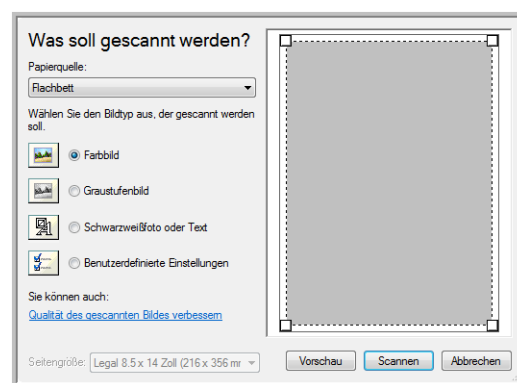 Was soll gescannt werden?
Papierquelle:
Flachbett
Wählen Sie den Bildtyp aus, der gescannt werden
soll.
Farbbild
Graustufenbild
Schwarzweißfoto oder Text
Benutzerdefinierte Einstellungen
Sie können auch:
Qualität des gescannten Bildes verbessern
Seitengröße: Legal 8.5 x 14 Zoll (216 x 356 mr
Vorschau Scannen Abbrechen